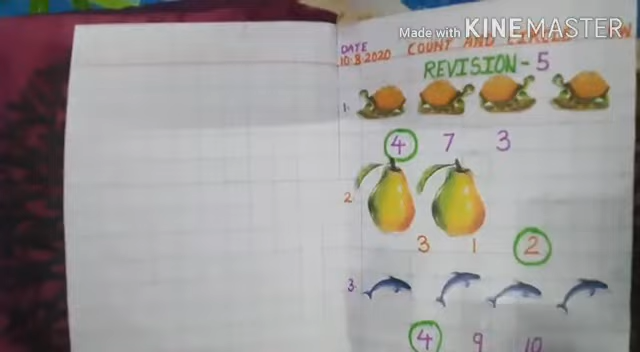 Made with KINEMASTER
DATE
10·8·2020
COUNT AND CIRCLE
REVISION-5
1.
4 7 3
2
3 1 2
3.
4 9 10